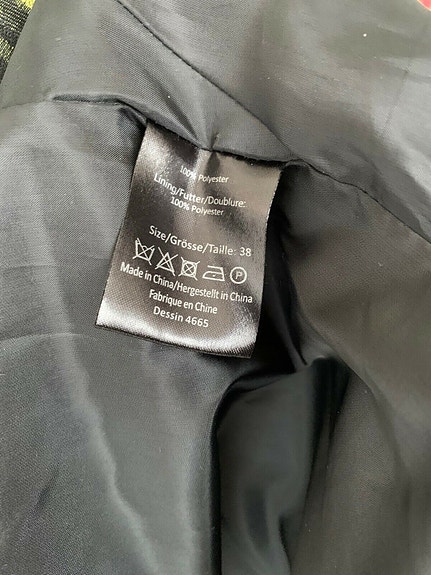 100% Polyester
Lining/Futter/Doublure:
100% Polyester
Size/Grösse/Taille: 38
P
Made in China/Hergestellt in China
Fabrique en Chine
Dessin 4665